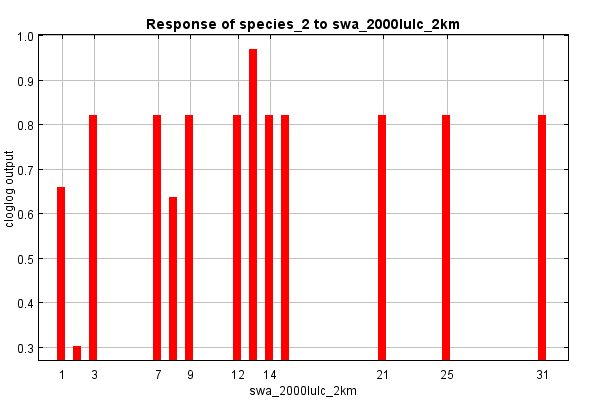 Response of species_2 to swa_2000lulc_2km
1.0
0.9
0.8
0.7
0.6
0.5
0.4
0.3
cloglog output
1 3 7 9 12 14 21 25 31
swa_2000lulc_2km